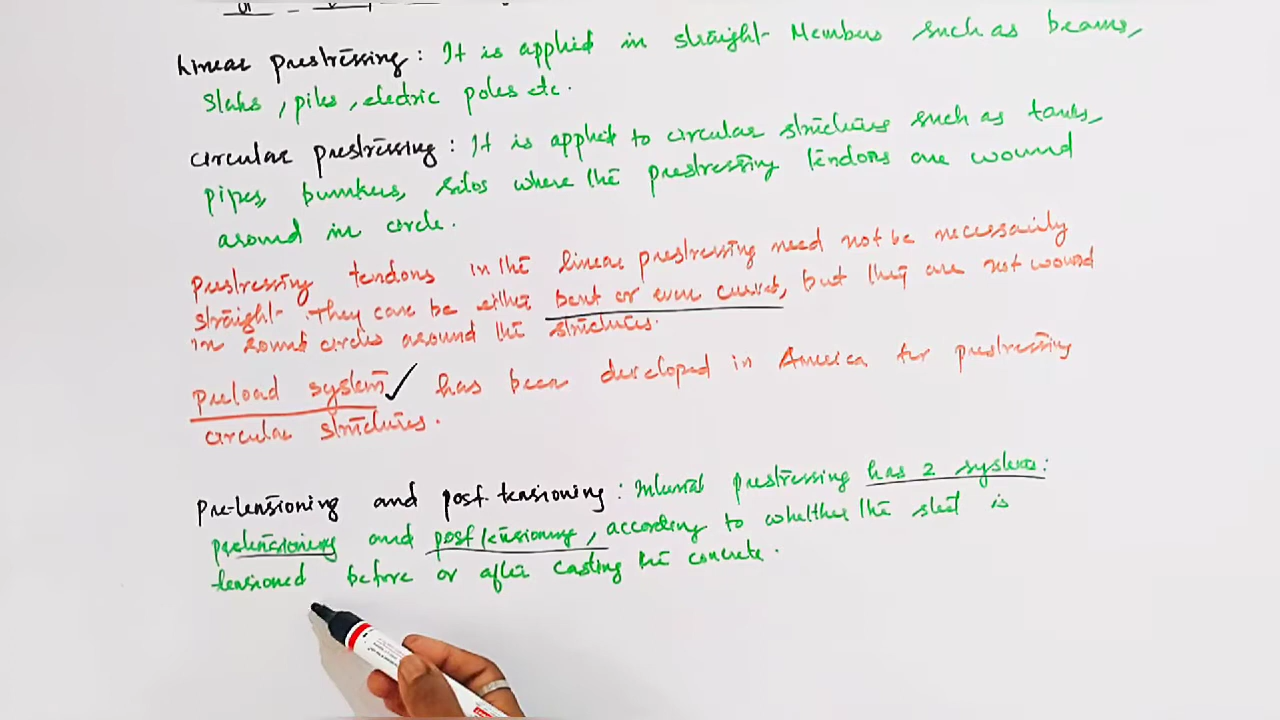 Linear prestressing : It is applied in straight Members such as beams,
Slabs , piles , electric poles etc.
circular prestressing : It is applied to circular structures such as tanks,
pipes, bunkers, silos where the prestressing tendons are wound
around in circle.
prestressing tendons in the linear prestressing need not be necessarily
straight. They can be either bent or even curved, but they are not wound
in round circles around the structures.
preload system has been developed in America for prestressing
circular structures.
Pre-tensioning and post-tensioning : Internal prestressing has 2 systems :
pretensioning and post tensioning , according to whether the steel is
tensioned before or after casting the concrete.